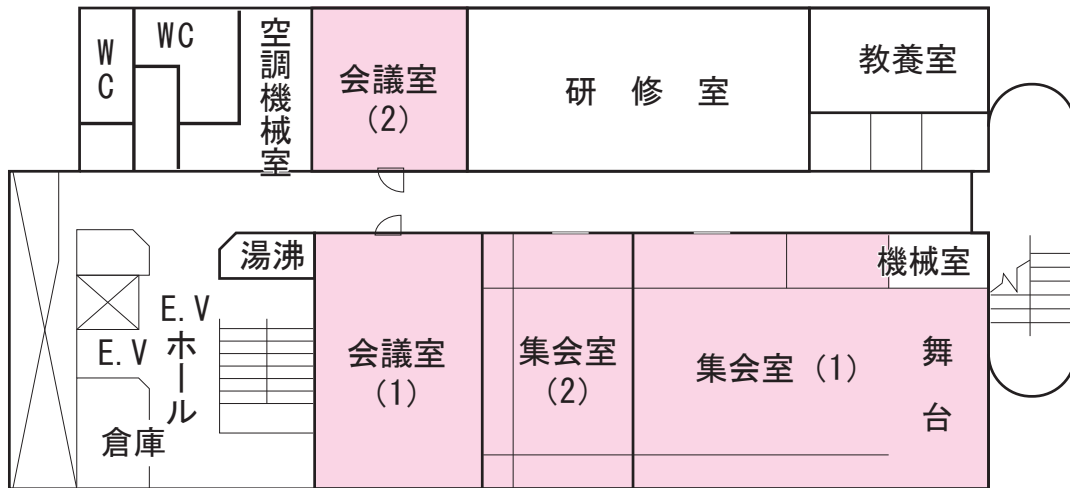 WC
WC
空調機械室
会議室
(2)
研修室
教養室
湯沸
機械室
E.V
E.V
ホール
会議室
(1)
集会室
(2)
集会室 (1)
舞台
倉庫